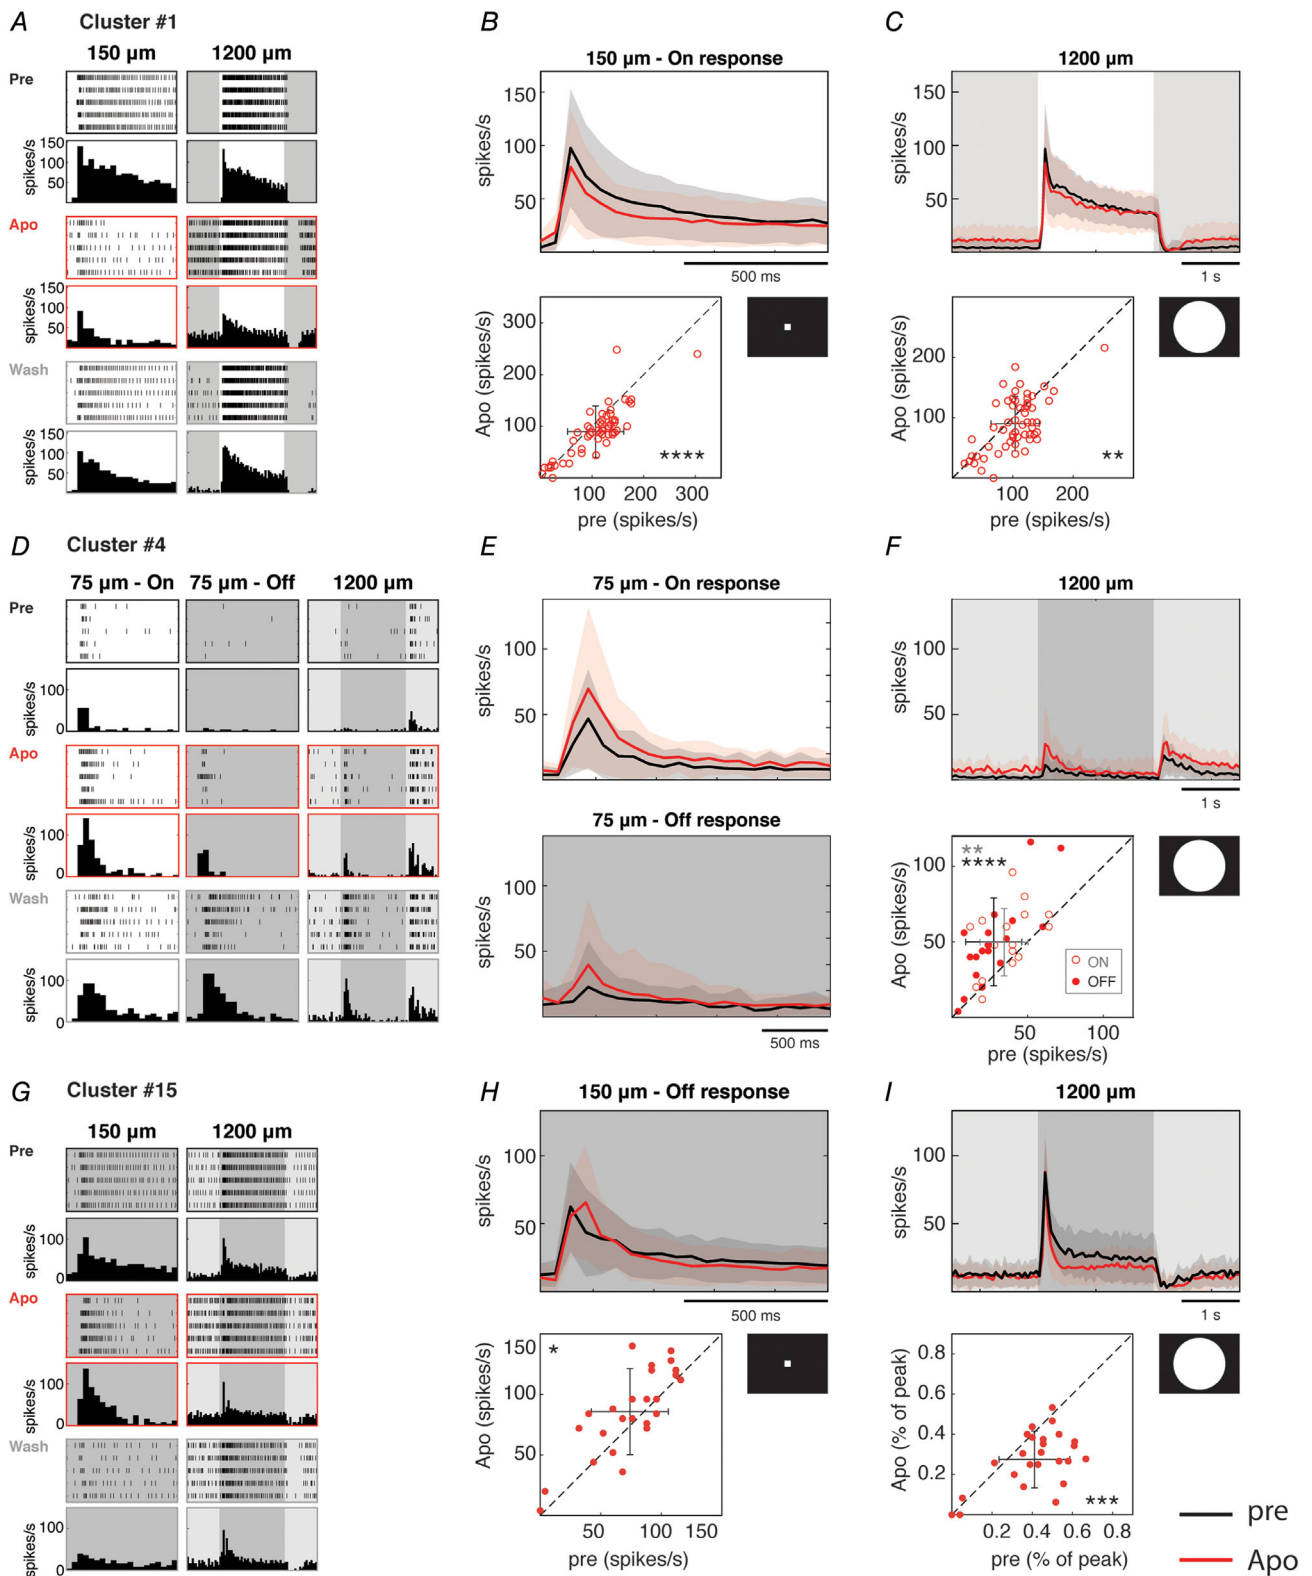 A Cluster #1
150 µm 1200 µm
Pre
spikes/s
150
100
50
Apo
spikes/s
150
100
50
Wash
spikes/s
150
100
50
B
150 µm - On response
spikes/s
150
100
50
500 ms
Apo (spikes/s)
300
200
100
****
100 200 300
pre (spikes/s)
C
1200 µm
spikes/s
150
100
50
1 s
Apo (spikes/s)
200
100
**
100 200
pre (spikes/s)
D Cluster #4
75 µm - On 75 µm - Off 1200 µm
Pre
spikes/s
100
0
Apo
spikes/s
100
0
Wash
spikes/s
100
0
E
75 µm - On response
spikes/s
100
50
75 µm - Off response
spikes/s
100
50
500 ms
F
1200 µm
spikes/s
100
50
1 s
Apo (spikes/s)
100
50
**
****
ON
OFF
50 100
pre (spikes/s)
G Cluster #15
150 µm 1200 µm
Pre
spikes/s
100
0
Apo
spikes/s
100
0
Wash
spikes/s
100
0
H
150 µm - Off response
spikes/s
100
50
500 ms
Apo (spikes/s)
150
100
50
*
50 100 150
pre (spikes/s)
I
1200 µm
spikes/s
100
50
1 s
Apo (% of peak)
0.8
0.6
0.4
0.2
***
0.2 0.4 0.6 0.8
pre (% of peak)
pre
Apo